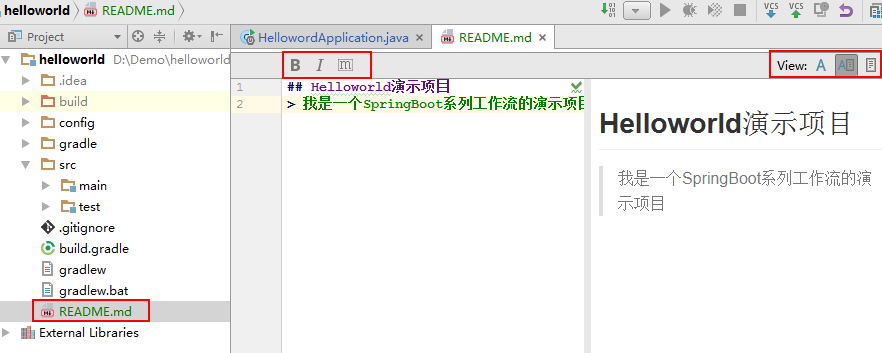 helloworld README.md
Project
HellowordApplication.java README.md
B I m
View: A A
helloworld D:\Demo\helloworld
.idea
build
config
gradle
src
main
test
.gitignore
build.gradle
gradlew
gradlew.bat
README.md
External Libraries
1 ## Helloworld演示项目
2 > 我是一个SpringBoot系列工作流的演示项目
Helloworld演示项目
我是一个SpringBoot系列工作流的演
示项目
VCS VCS